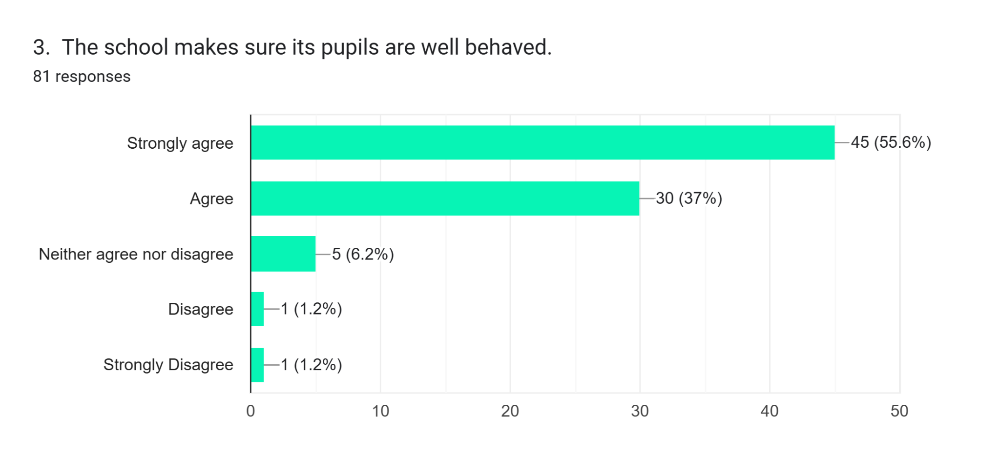 3. The school makes sure its pupils are well behaved.
81 responses
Strongly agree
45 (55.6%)
Agree
30 (37%)
Neither agree nor disagree
5 (6.2%)
Disagree
1 (1.2%)
Strongly Disagree
1 (1.2%)
0 10 20 30 40 50